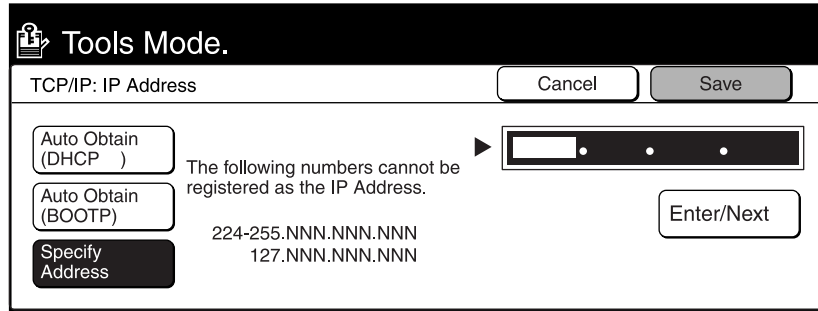 Tools Mode.
TCP/IP: IP Address
Cancel
Save
Auto Obtain
(DHCP )
Auto Obtain
(BOOTP)
Specify
Address
The following numbers cannot be
registered as the IP Address.
224-255.NNN.NNN.NNN
127.NNN.NNN.NNN
Enter/Next